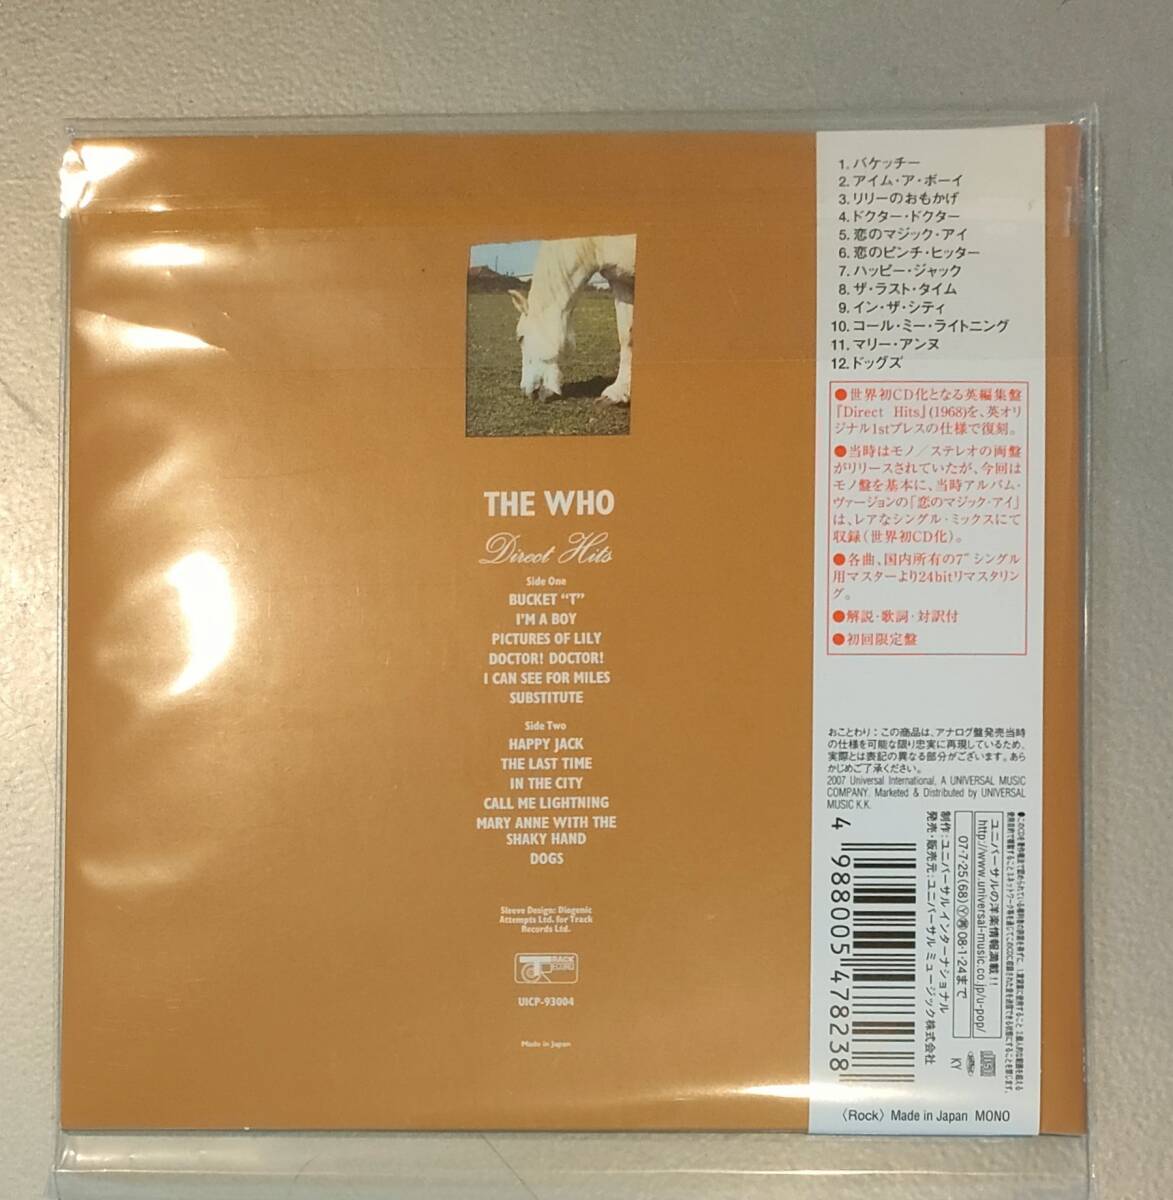 THE WHO
Direct Hits
Side One
BUCKET “T”
I'M A BOY
PICTURES OF LILY
DOCTOR! DOCTOR!
I CAN SEE FOR MILES
SUBSTITUTE
Side Two
HAPPY JACK
THE LAST TIME
IN THE CITY
CALL ME LIGHTNING
MARY ANNE WITH THE
SHAKY HAND
DOGS
Sleeve Design: Diogenic
Attempts Ltd. for Track
Records Ltd.
TRACK
RECORD
UICP-93004
Made in Japan
1. バケッチー
2. アイム・ア・ボーイ
3. リリーのおもかげ
4. ドクター・ドクター
5. 恋のマジック・アイ
6. 恋のピンチ・ヒッター
7. ハッピー・ジャック
8. ザ・ラスト・タイム
9. イン・ザ・シティ
10. コール・ミー・ライトニング
11. マリー・アンヌ
12. ドッグズ
●世界初CD化となる英編集盤
『Direct Hits』(1968)を、英オリ
ジナル1stプレスの仕様で復刻。
●当時はモノ／ステレオの両盤
がリリースされていたが、今回は
モノ盤を基本に、当時アルバム・
ヴァージョンの「恋のマジック・アイ」
は、レアなシングル・ミックスにて
収録(世界初CD化)。
●各曲、国内所有の7"シングル
用マスターより24bitリマスタリン
グ。
●解説・歌詞・対訳付
●初回限定盤
おことわり：この商品は、アナログ盤発売当時
の仕様を可能な限り忠実に再現しているため、
実際とは表記の異なる部分がございます。あら
かじめご了承ください。
2007 Universal International, A UNIVERSAL MUSIC
COMPANY. Marketed & Distributed by UNIVERSAL
MUSIC K.K.
ユニバーサルの洋楽情報満載!!
http://www.universal-music.co.jp/u-pop/
07・7・25(68)Ⓨ㊢08・1・24まで
制作：ユニバーサル インターナショナル
発売・販売元：ユニバーサル ミュージック株式会社
KY
4 988005 478238
〈Rock〉 Made in Japan MONO